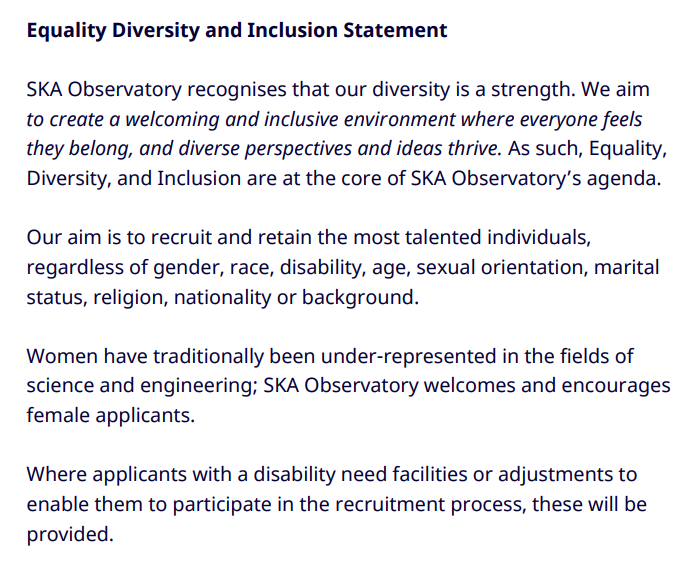 Equality Diversity and Inclusion Statement
SKA Observatory recognises that our diversity is a strength. We aim
to create a welcoming and inclusive environment where everyone feels
they belong, and diverse perspectives and ideas thrive. As such, Equality,
Diversity, and Inclusion are at the core of SKA Observatory’s agenda.
Our aim is to recruit and retain the most talented individuals,
regardless of gender, race, disability, age, sexual orientation, marital
status, religion, nationality or background.
Women have traditionally been under-represented in the fields of
science and engineering; SKA Observatory welcomes and encourages
female applicants.
Where applicants with a disability need facilities or adjustments to
enable them to participate in the recruitment process, these will be
provided.